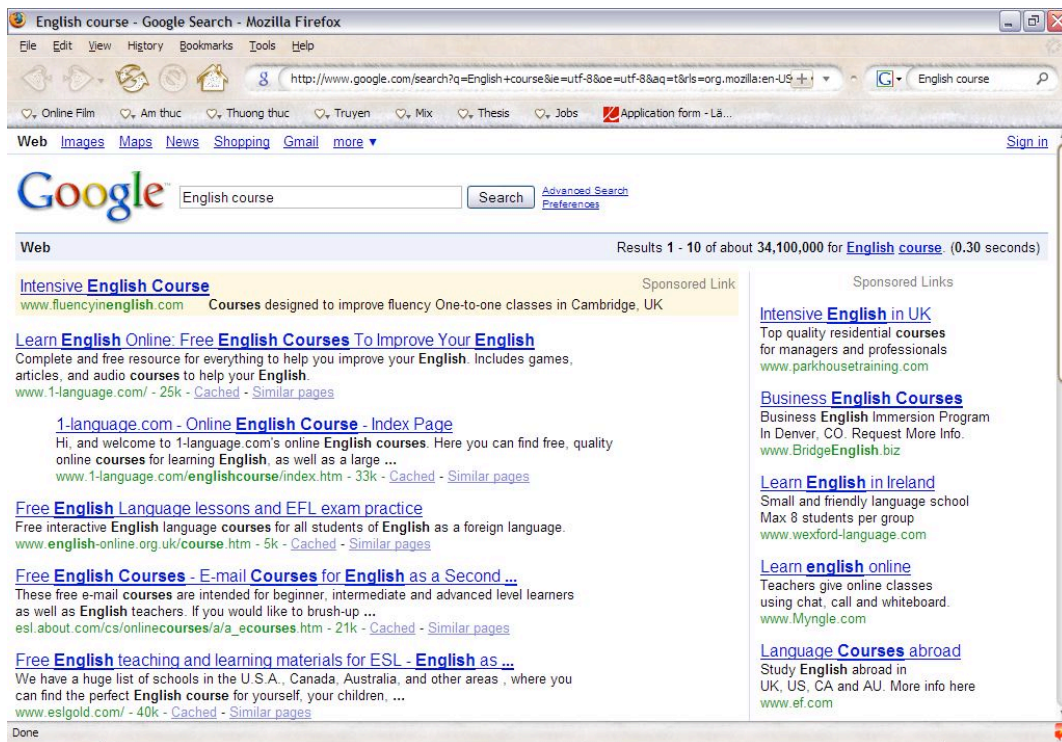 English course - Google Search - Mozilla Firefox
File Edit View History Bookmarks Tools Help
http://www.google.com/search?q=English+course&ie=utf-8&oe=utf-8&aq=t&rls=org.mozilla:en-US
English course
Online Film Am thuc Thuong thuc Truyen Mix Thesis Jobs Application form - Lä...
Web Images Maps News Shopping Gmail more ▼ Sign in
Google™ English course Search Advanced Search
Preferences
Web Results 1 - 10 of about 34,100,000 for English course. (0.30 seconds)
Intensive English Course Sponsored Link
www.fluencyinenglish.com Courses designed to improve fluency One-to-one classes in Cambridge, UK
Learn English Online: Free English Courses To Improve Your English
Complete and free resource for everything to help you improve your English. Includes games,
articles, and audio courses to help your English.
www.1-language.com/ - 25k - Cached - Similar pages
1-language.com - Online English Course - Index Page
Hi, and welcome to 1-language.com's online English courses. Here you can find free, quality
online courses for learning English, as well as a large ...
www.1-language.com/englishcourse/index.htm - 33k - Cached - Similar pages
Free English Language lessons and EFL exam practice
Free interactive English language courses for all students of English as a foreign language.
www.english-online.org.uk/course.htm - 5k - Cached - Similar pages
Free English Courses - E-mail Courses for English as a Second ...
These free e-mail courses are intended for beginner, intermediate and advanced level learners
as well as English teachers. If you would like to brush-up ...
esl.about.com/cs/onlinecourses/a/a_ecourses.htm - 21k - Cached - Similar pages
Free English teaching and learning materials for ESL - English as ...
We have a huge list of schools in the U.S.A., Canada, Australia, and other areas , where you
can find the perfect English course for yourself, your children, ...
www.eslgold.com/ - 40k - Cached - Similar pages
Sponsored Links
Intensive English in UK
Top quality residential courses
for managers and professionals
www.parkhousetraining.com
Business English Courses
Business English Immersion Program
In Denver, CO. Request More Info.
www.BridgeEnglish.biz
Learn English in Ireland
Small and friendly language school
Max 8 students per group
www.wexford-language.com
Learn english online
Teachers give online classes
using chat, call and whiteboard.
www.Myngle.com
Language Courses abroad
Study English abroad in
UK, US, CA and AU. More info here
www.ef.com
Done